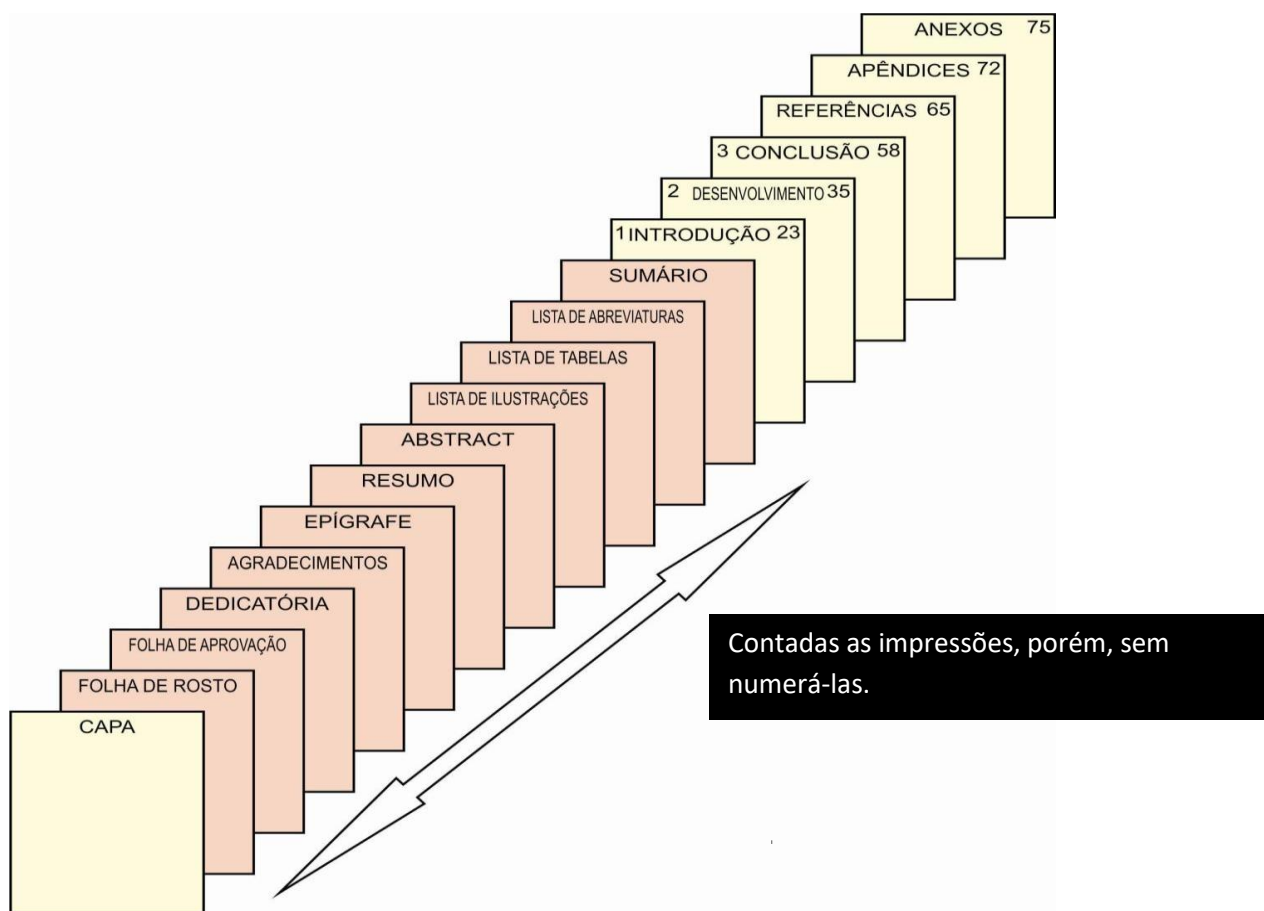 ANEXOS 75
APÊNDICES 72
REFERÊNCIAS 65
3 CONCLUSÃO 58
2 DESENVOLVIMENTO 35
1 INTRODUÇÃO 23
SUMÁRIO
LISTA DE ABREVIATURAS
LISTA DE TABELAS
LISTA DE ILUSTRAÇÕES
ABSTRACT
RESUMO
EPÍGRAFE
AGRADECIMENTOS
DEDICATÓRIA
FOLHA DE APROVAÇÃO
FOLHA DE ROSTO
CAPA
Contadas as impressões, porém, sem
numerá-las.